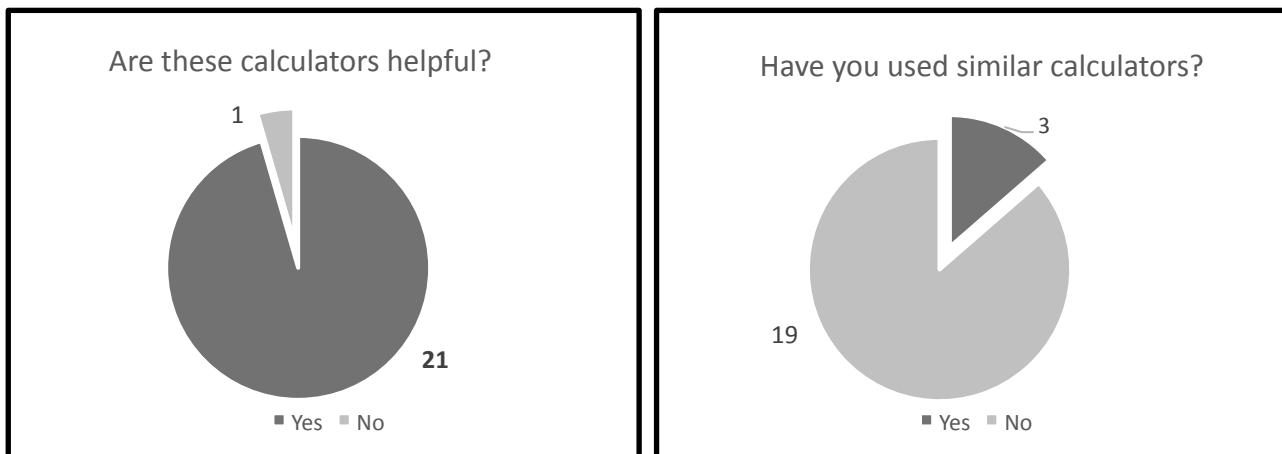 Are these calculators helpful?
1
21
Yes No
Have you used similar calculators?
3
19
Yes No